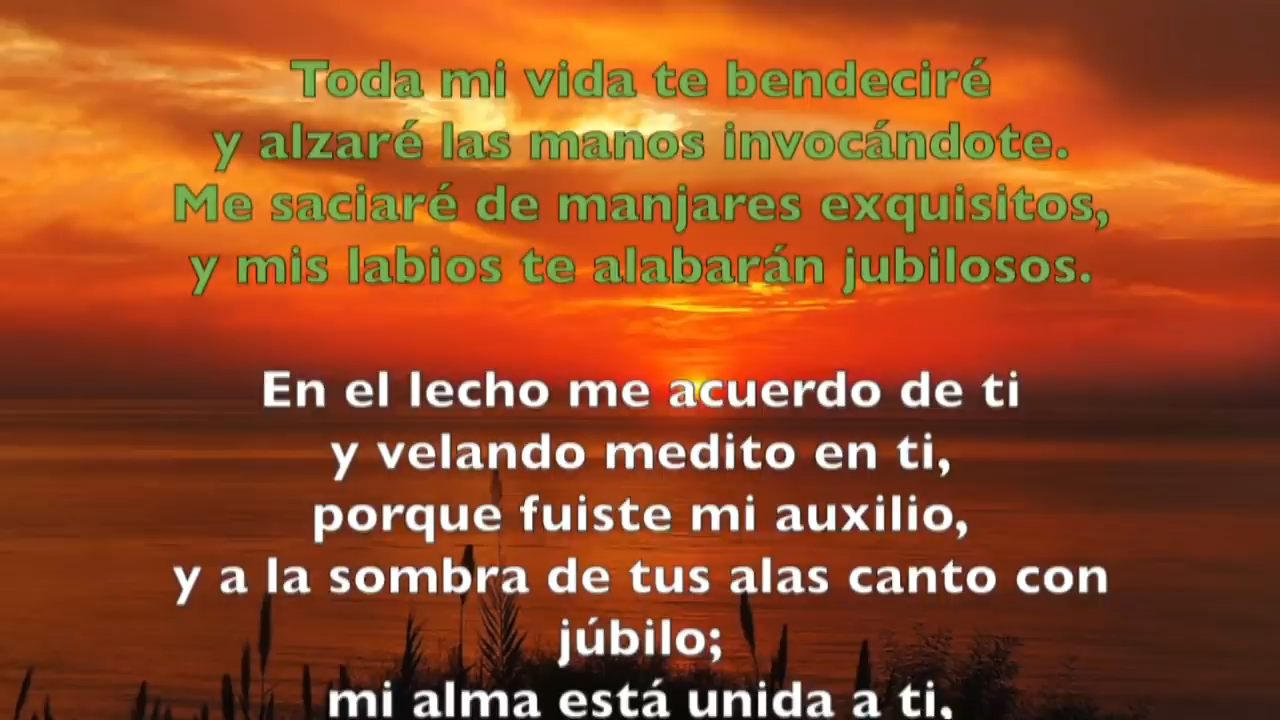 Toda mi vida te bendeciré
y alzaré las manos invocándote.
Me saciaré de manjares exquisitos,
y mis labios te alabarán jubilosos.
En el lecho me acuerdo de ti
y velando medito en ti,
porque fuiste mi auxilio,
y a la sombra de tus alas canto con
júbilo;
mi alma está unida a ti,